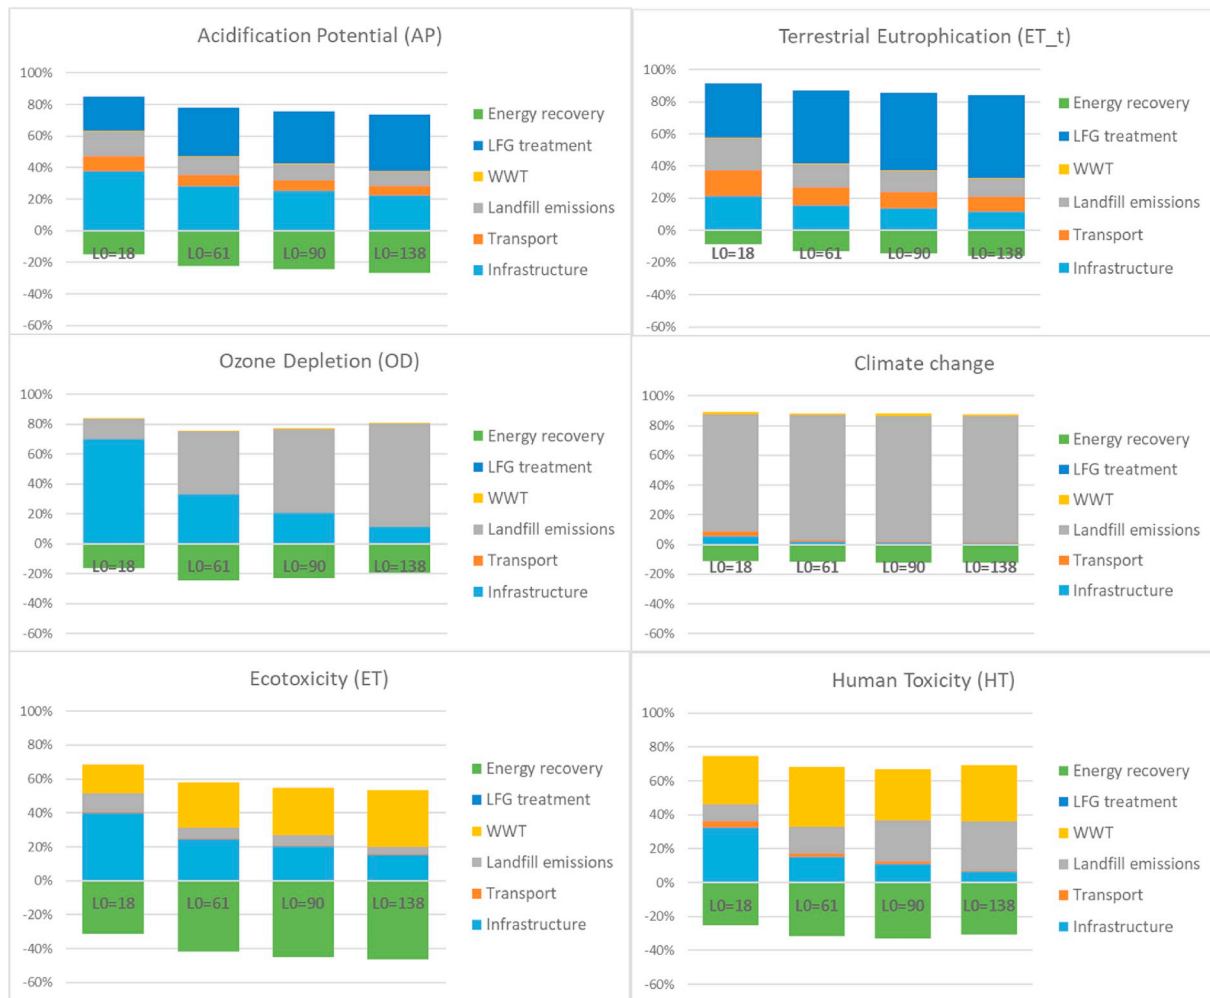 Acidification Potential (AP)
100%
80%
60%
40%
20%
0%
-20%
-40%
-60%
L0=18 L0=61 L0=90 L0=138
Energy recovery
LFG treatment
WWT
Landfill emissions
Transport
Infrastructure
Terrestrial Eutrophication (ET_t)
100%
80%
60%
40%
20%
0%
-20%
-40%
-60%
L0=18 L0=61 L0=90 L0=138
Energy recovery
LFG treatment
WWT
Landfill emissions
Transport
Infrastructure
Ozone Depletion (OD)
100%
80%
60%
40%
20%
0%
-20%
-40%
-60%
L0=18 L0=61 L0=90 L0=138
Energy recovery
LFG treatment
WWT
Landfill emissions
Transport
Infrastructure
Climate change
100%
80%
60%
40%
20%
0%
-20%
-40%
-60%
L0=18 L0=61 L0=90 L0=138
Energy recovery
LFG treatment
WWT
Landfill emissions
Transport
Infrastructure
Ecotoxicity (ET)
100%
80%
60%
40%
20%
0%
-20%
-40%
-60%
L0=18 L0=61 L0=90 L0=138
Energy recovery
LFG treatment
WWT
Landfill emissions
Transport
Infrastructure
Human Toxicity (HT)
100%
80%
60%
40%
20%
0%
-20%
-40%
-60%
L0=18 L0=61 L0=90 L0=138
Energy recovery
LFG treatment
WWT
Landfill emissions
Transport
Infrastructure